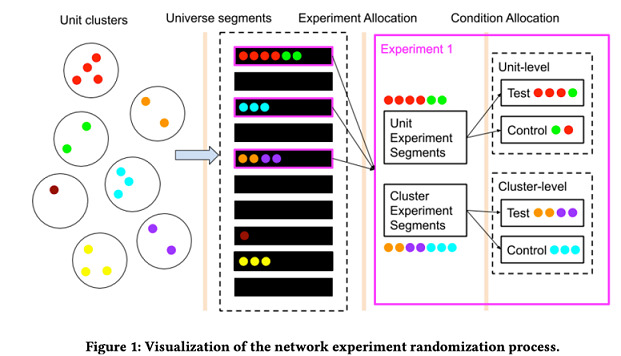 Unit clusters
Universe segments
Experiment Allocation
Condition Allocation
Experiment 1
Unit
Experiment
Segments
Cluster
Experiment
Segments
Unit-level
Test
Control
Cluster-level
Test
Control
Figure 1: Visualization of the network experiment randomization process.